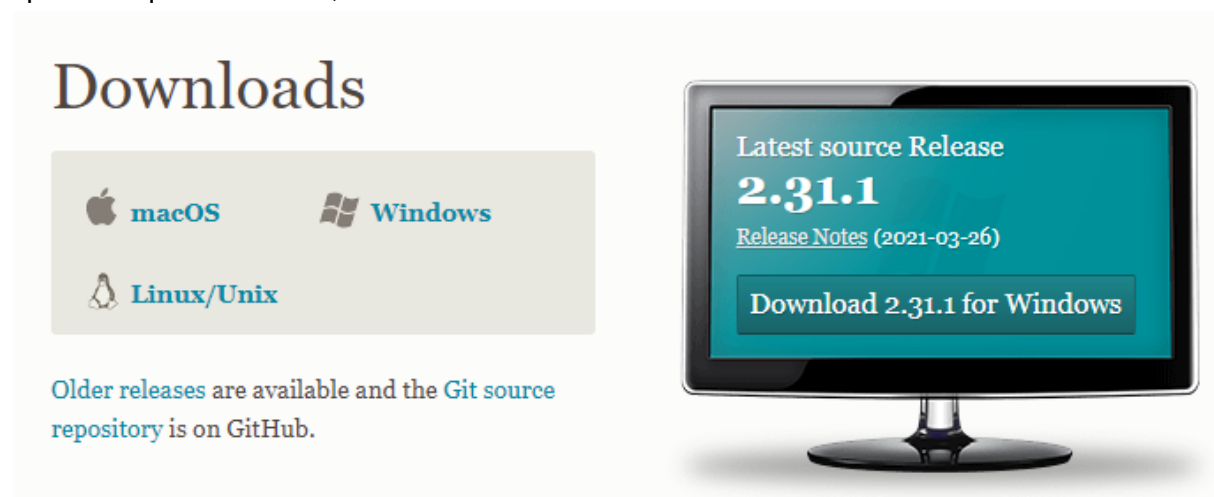 Downloads
macOS
Windows
Linux/Unix
Older releases are available and the Git source
repository is on GitHub.
Latest source Release
2.31.1
Release Notes (2021-03-26)
Download 2.31.1 for Windows